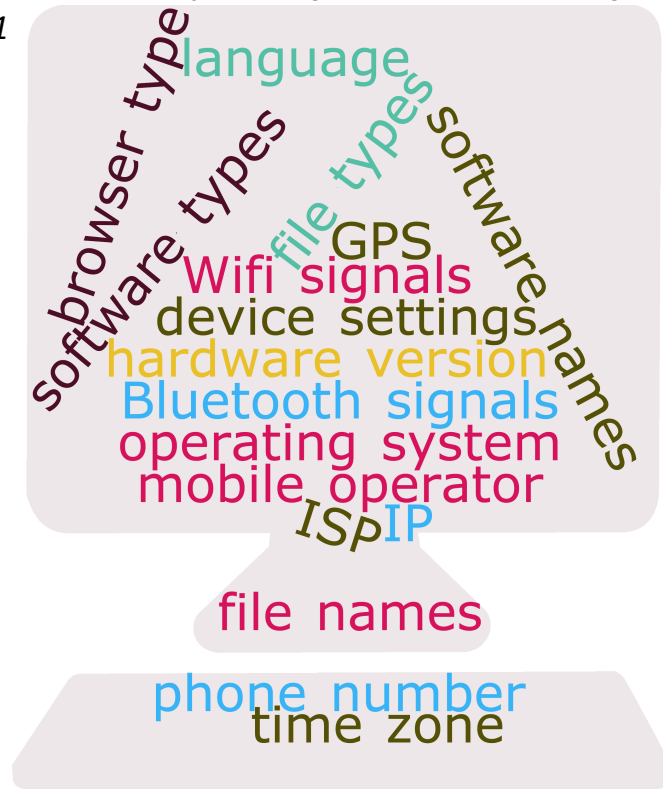 1
browser type
language
software types
file types
software names
GPS
Wifi signals
device settings
hardware version
Bluetooth signals
operating system
mobile operator
ISP
IP
file names
phone number
time zone